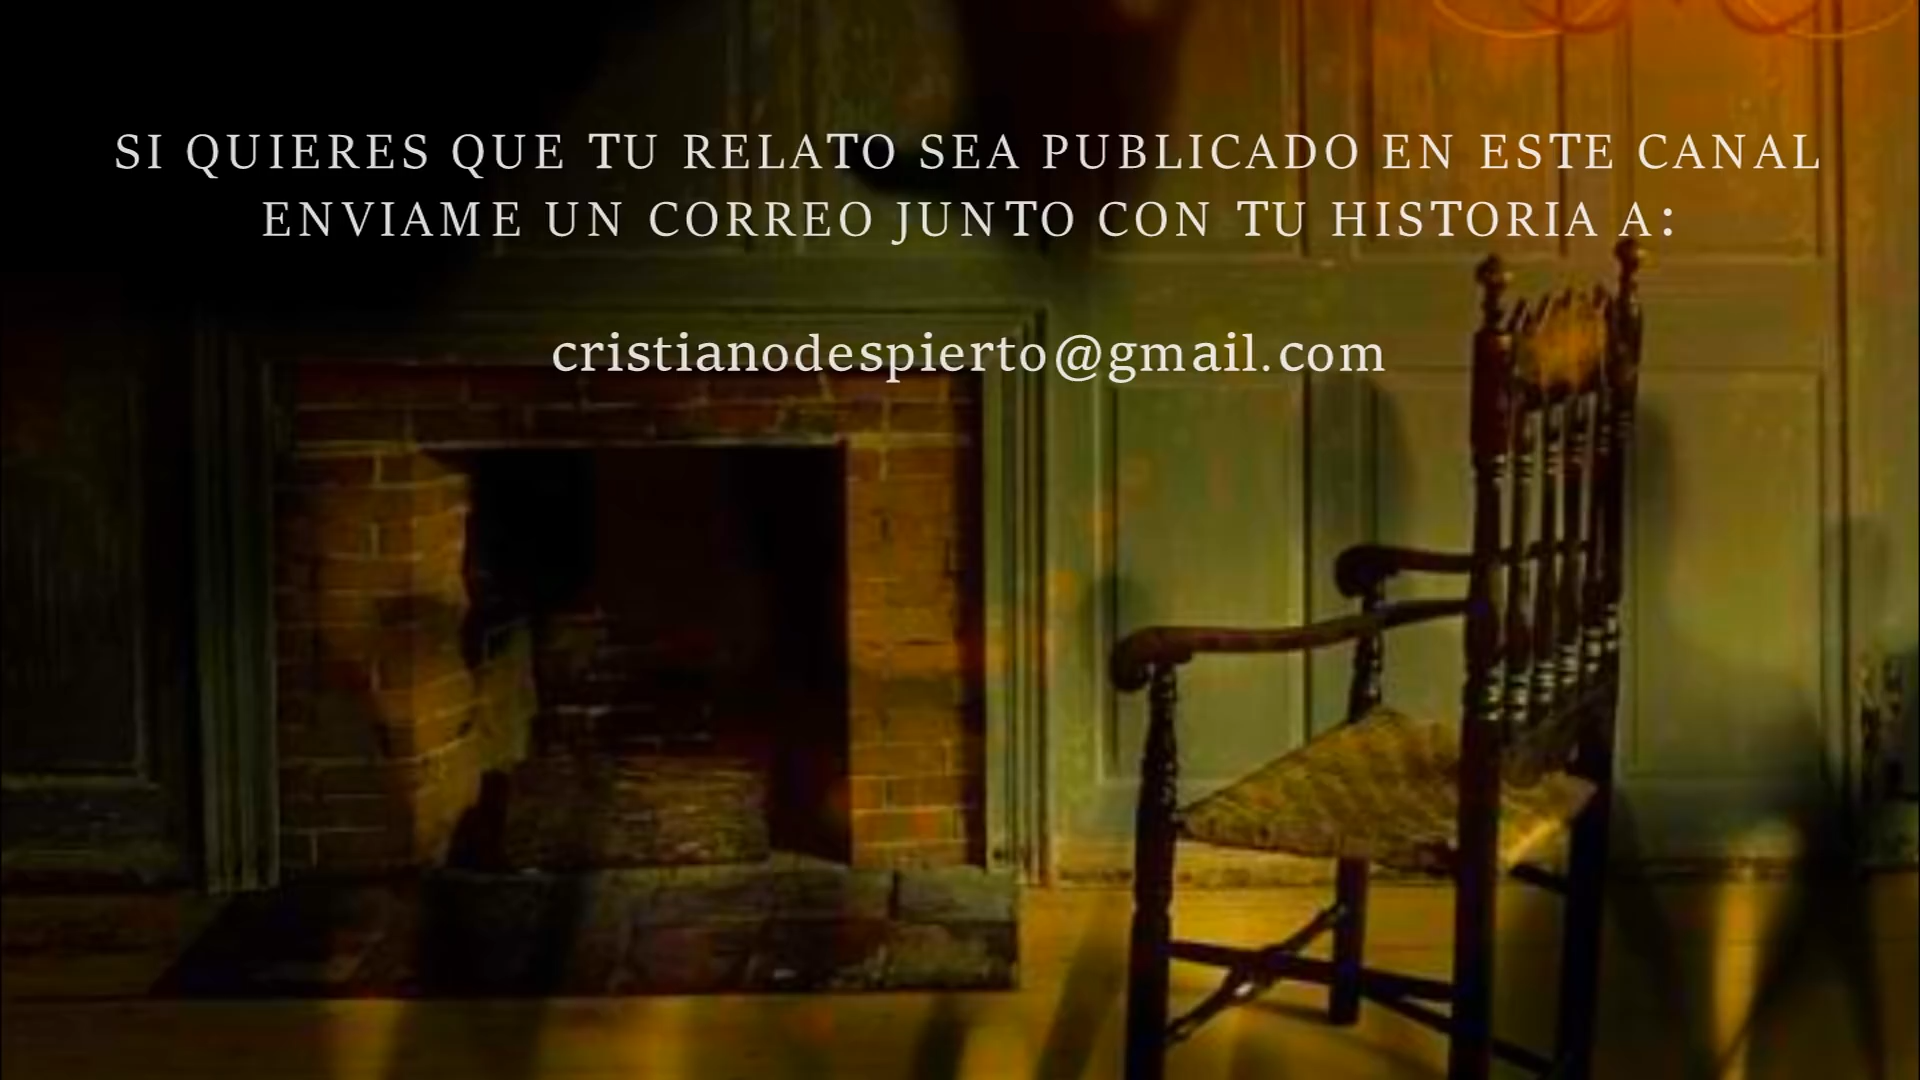 SI QUIERES QUE TU RELATO SEA PUBLICADO EN ESTE CANAL
ENVIAME UN CORREO JUNTO CON TU HISTORIA A:
cristianodespierto@gmail.com